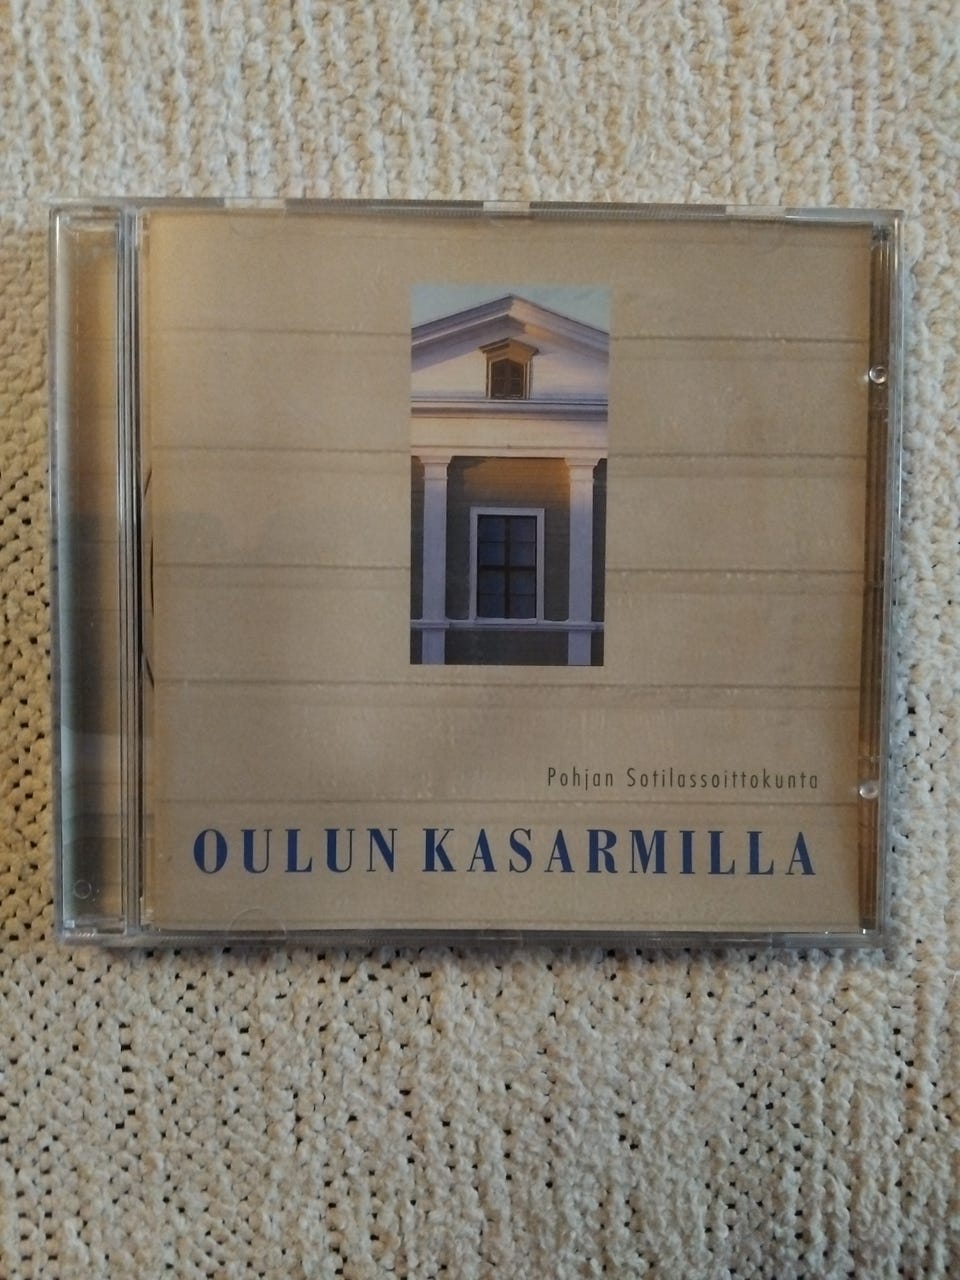 Pohjan Sotilassoittokunta
OULUN KASARMILLA